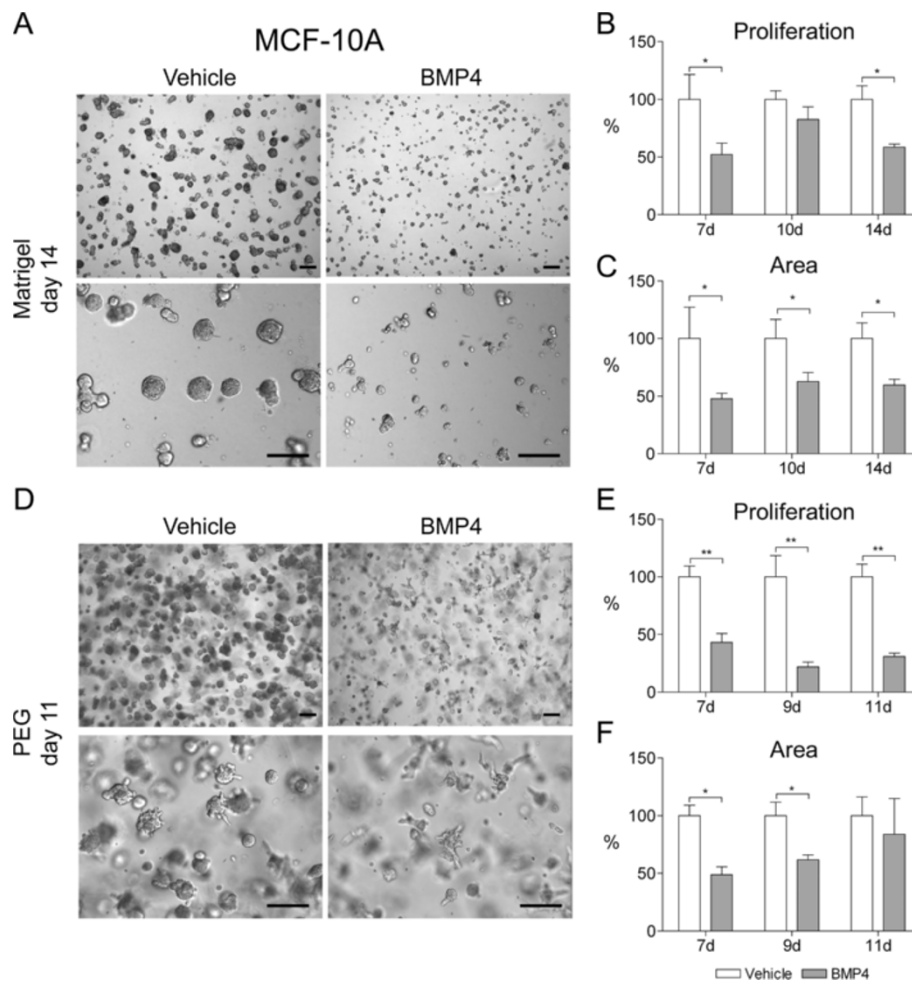 A
MCF-10A
Vehicle BMP4
Matrigel
day 14
B
Proliferation
150
100
%
50
0
* *
7d 10d 14d
C
Area
150
100
%
50
0
* * *
7d 10d 14d
D
Vehicle BMP4
PEG
day 11
E
Proliferation
150
100
%
50
0
** ** **
7d 9d 11d
F
Area
150
100
%
50
0
* *
7d 9d 11d
Vehicle BMP4